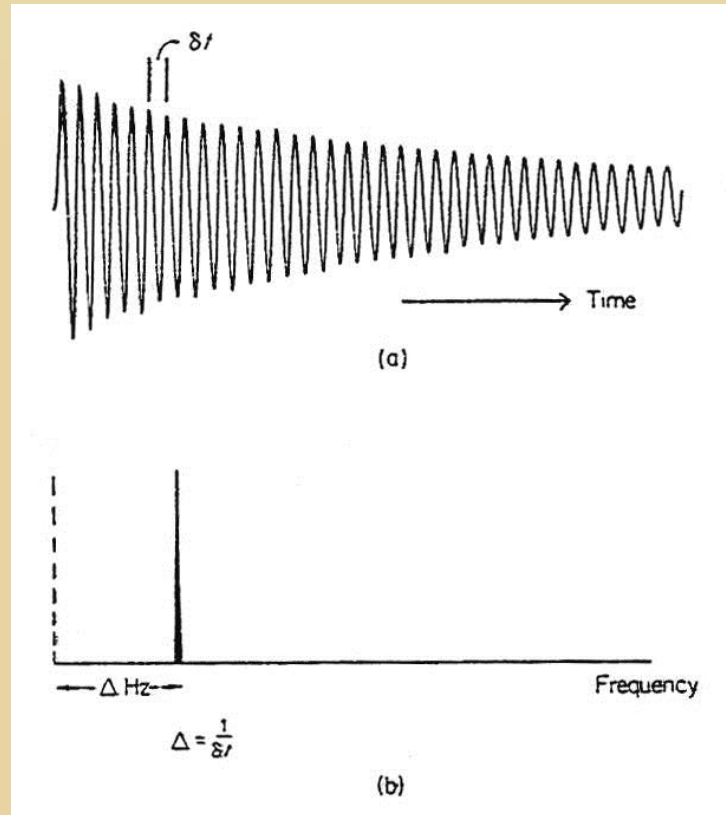 δt
Time
(a)
Δ Hz
Frequency
Δ = 1/δt
(b)